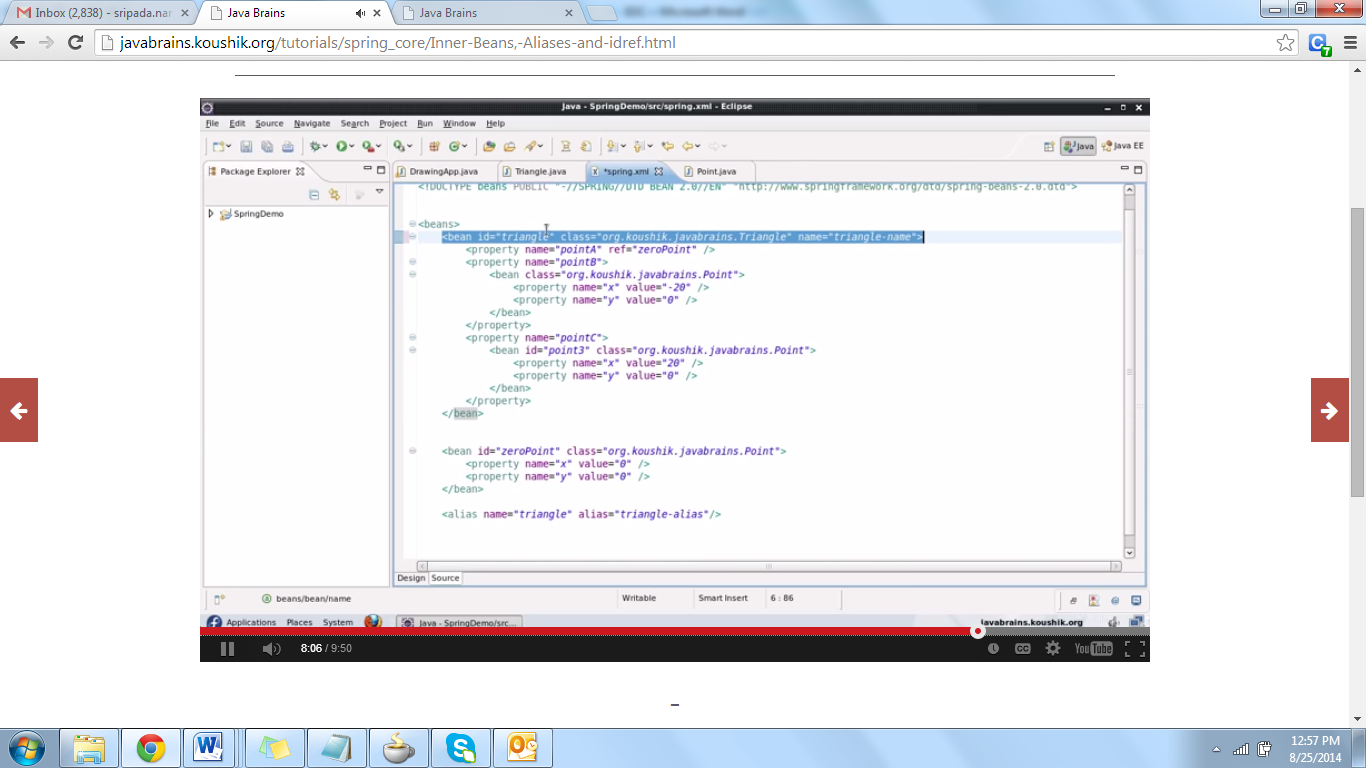 Inbox (2,838) - sripada.nar
Java Brains
Java Brains
javabrains.koushik.org/tutorials/spring_core/Inner-Beans,-Aliases-and-idref.html
7
Java - SpringDemo/src/spring.xml - Eclipse
File Edit Source Navigate Search Project Run Window Help
Java Java EE
Package Explorer
DrawingApp.java Triangle.java *spring.xml Point.java
SpringDemo
<!DOCTYPE beans PUBLIC "-//SPRING//DTD BEAN 2.0//EN" "http://www.springframework.org/dtd/spring-beans-2.0.dtd">
<beans>
<bean id="triangle" class="org.koushik.javabrains.Triangle" name="triangle-name">
<property name="pointA" ref="zeroPoint" />
<property name="pointB">
<bean class="org.koushik.javabrains.Point">
<property name="x" value="-20" />
<property name="y" value="0" />
</bean>
</property>
<property name="pointC">
<bean id="point3" class="org.koushik.javabrains.Point">
<property name="x" value="20" />
<property name="y" value="0" />
</bean>
</property>
</bean>
<bean id="zeroPoint" class="org.koushik.javabrains.Point">
<property name="x" value="0" />
<property name="y" value="0" />
</bean>
<alias name="triangle" alias="triangle-alias"/>
Design Source
beans/bean/name Writable Smart Insert 6 : 86
Applications Places System Java - SpringDemo/src... javabrains.koushik.org
8:06 / 9:50 CC YouTube
12:57 PM
8/25/2014